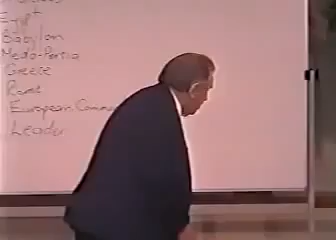 Egypt
Babylon
Medo-Persia
Greece
Rome
European Comm
Leader